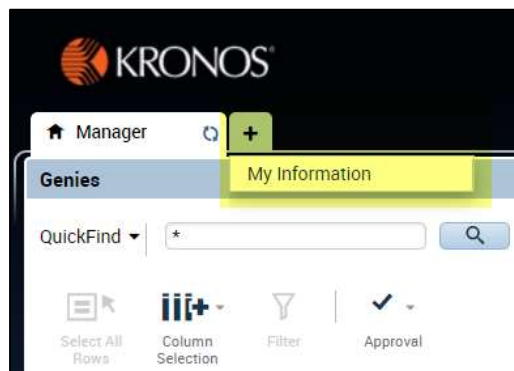 KRONOS
Manager
+
My Information
Genies
QuickFind
*
Select All
Rows
Column
Selection
Filter
Approval